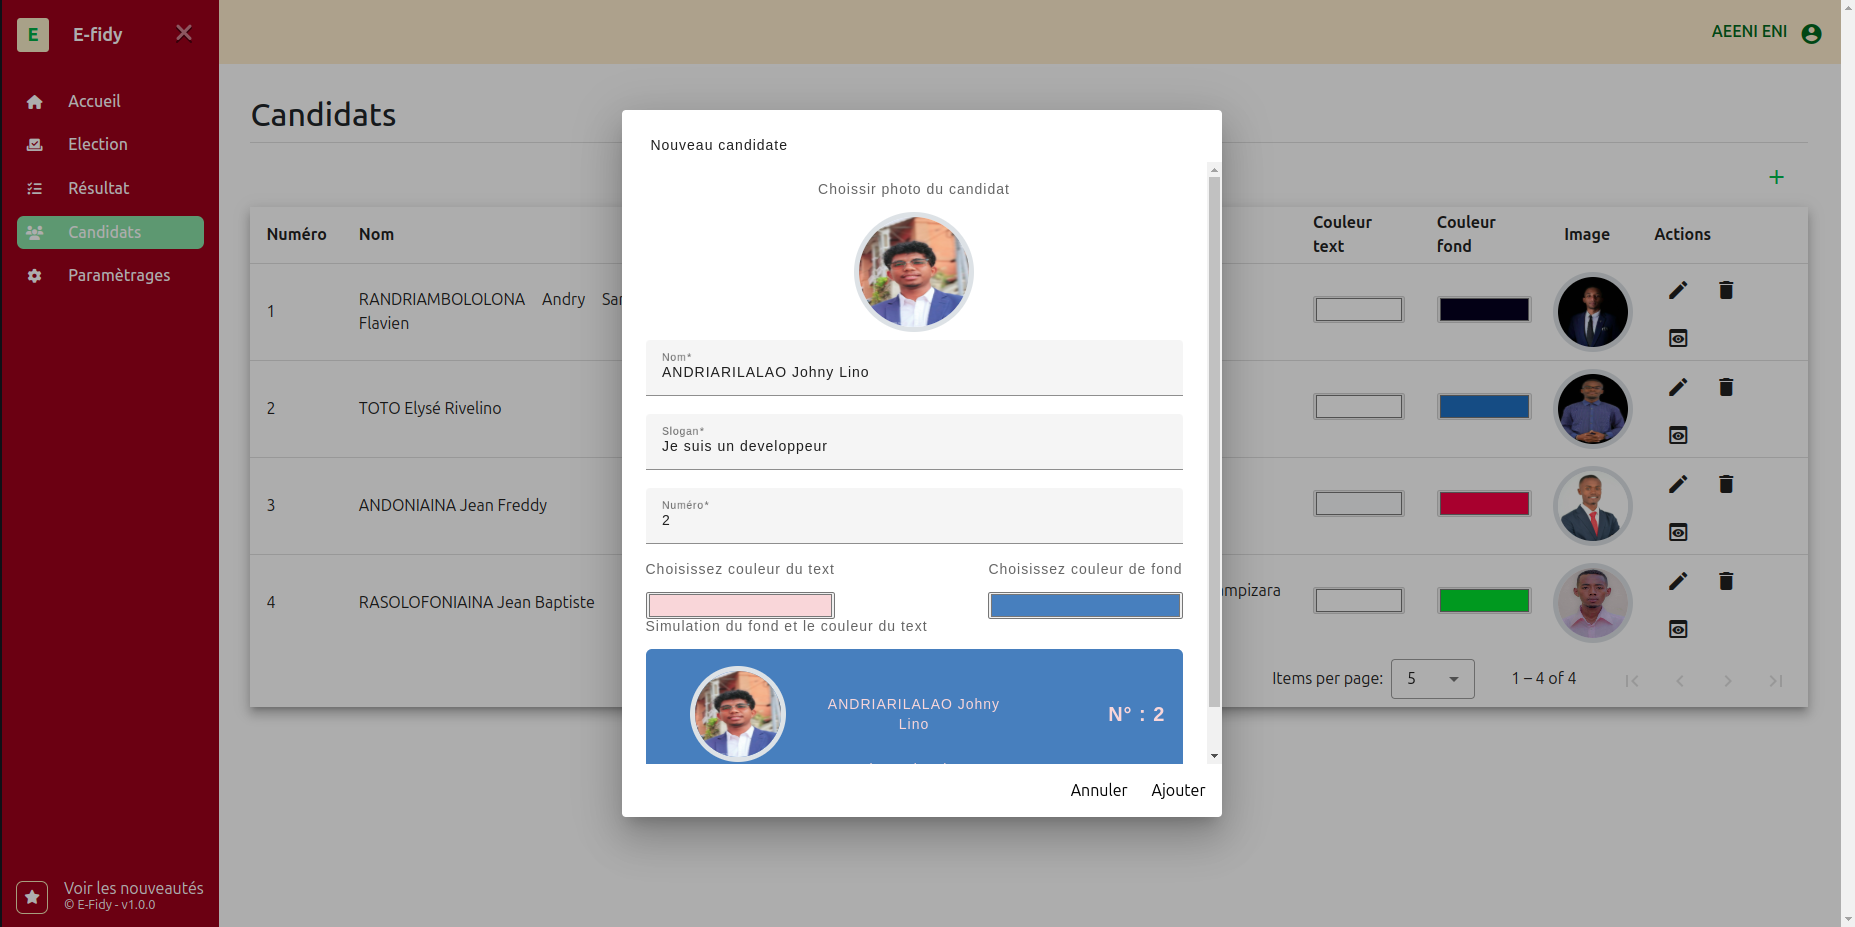 E
E-fidy
Accueil
Election
Résultat
Candidats
Paramètrages
Voir les nouveautés
© E-Fidy - v1.0.0
AEENI ENI
Candidats
Numéro Nom Couleur text Couleur fond Image Actions
1 RANDRIAMBOLOLONA Andry
Flavien
2 TOTO Elysé Rivelino
3 ANDONIAINA Jean Freddy
4 RASOLOFONIAINA Jean Baptiste
Items per page: 5 1 – 4 of 4
Nouveau candidate
Choissir photo du candidat
Nom*
ANDRIARILALAO Johny Lino
Slogan*
Je suis un developpeur
Numéro*
2
Choisissez couleur du text Choisissez couleur de fond
Simulation du fond et le couleur du text
ANDRIARILALAO Johny
Lino
N° : 2
Annuler Ajouter